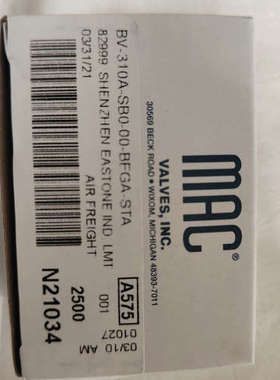 MAC®
VALVES, INC.
30569 BECK ROAD • WIXOM, MICHIGAN 48393-7011
BV-310A-SB0-00-BFGA-STA
82999 SHENZHEN EASTONE IND LMT
03/31/21 AIR FREIGHT
A575 03/10 AM
001 01027
2500
N21034